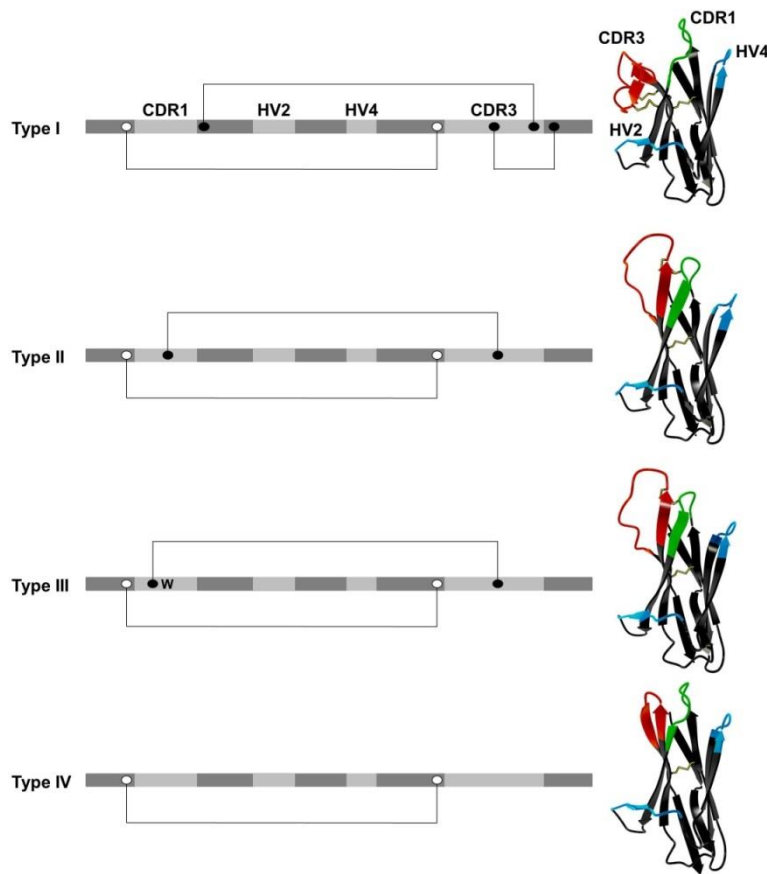 CDR1
CDR3
HV4
CDR1
HV2
HV4
CDR3
Type I
HV2
Type II
Type III
W
Type IV